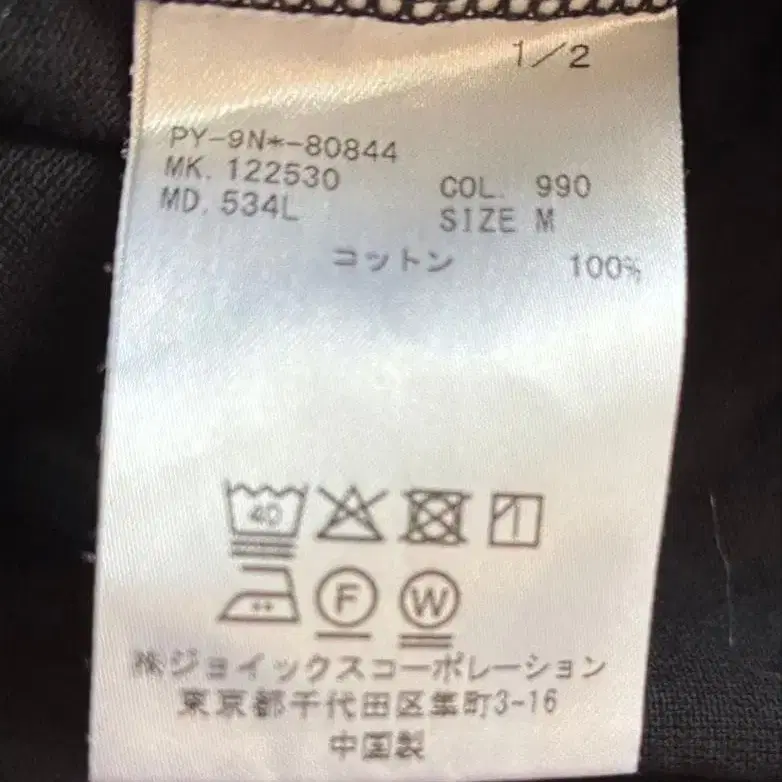 1/2
PY-9N*-80844
MK. 122530
MD. 534L
COL. 990
SIZE M
コットン 100%
40
F W
㈱ジョイックスコーポレーション
東京都千代田区隼町3-16
中国製